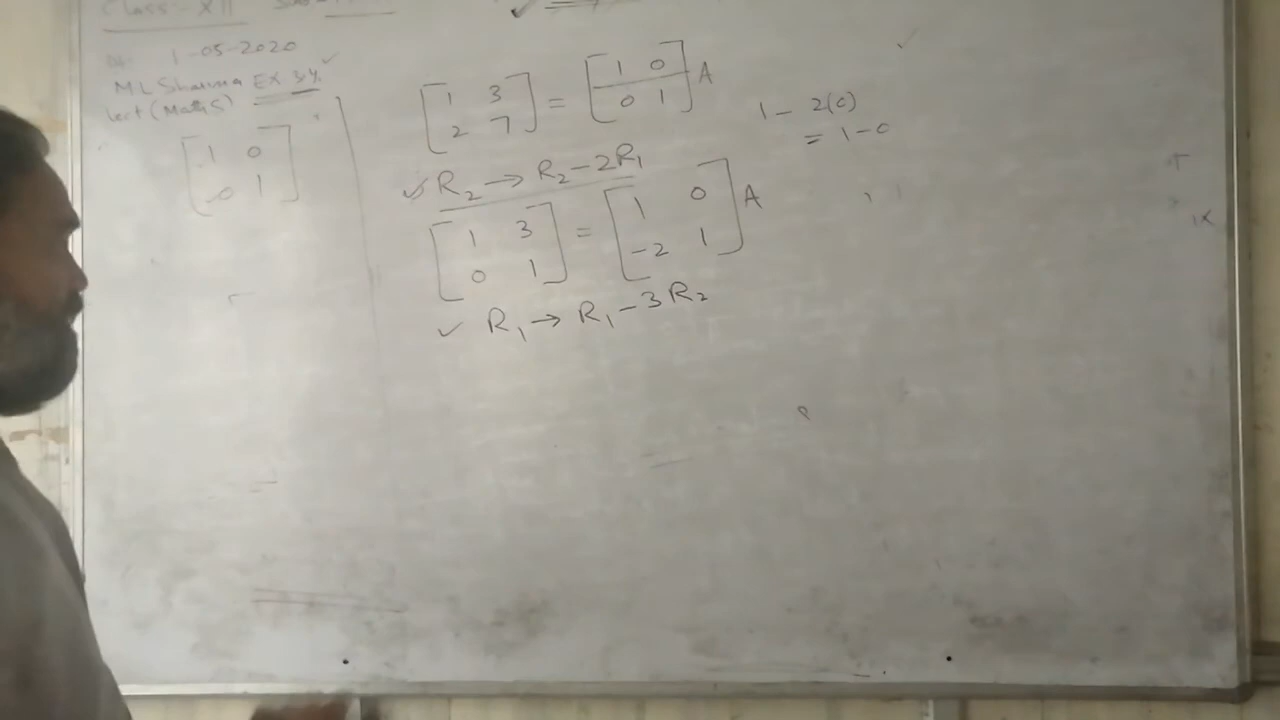 Class - XII
1-05-2020
M L Sharma Ex 3.4
Lect (Maths)
1 0
0 1
[1 3] = [1 0] A
[2 7] [0 1]
1 - 2(0)
= 1 - 0
✓ R₂ → R₂ - 2R₁
[1 3] = [1 0] A
[0 1] [-2 1]
✓ R₁ → R₁ - 3R₂